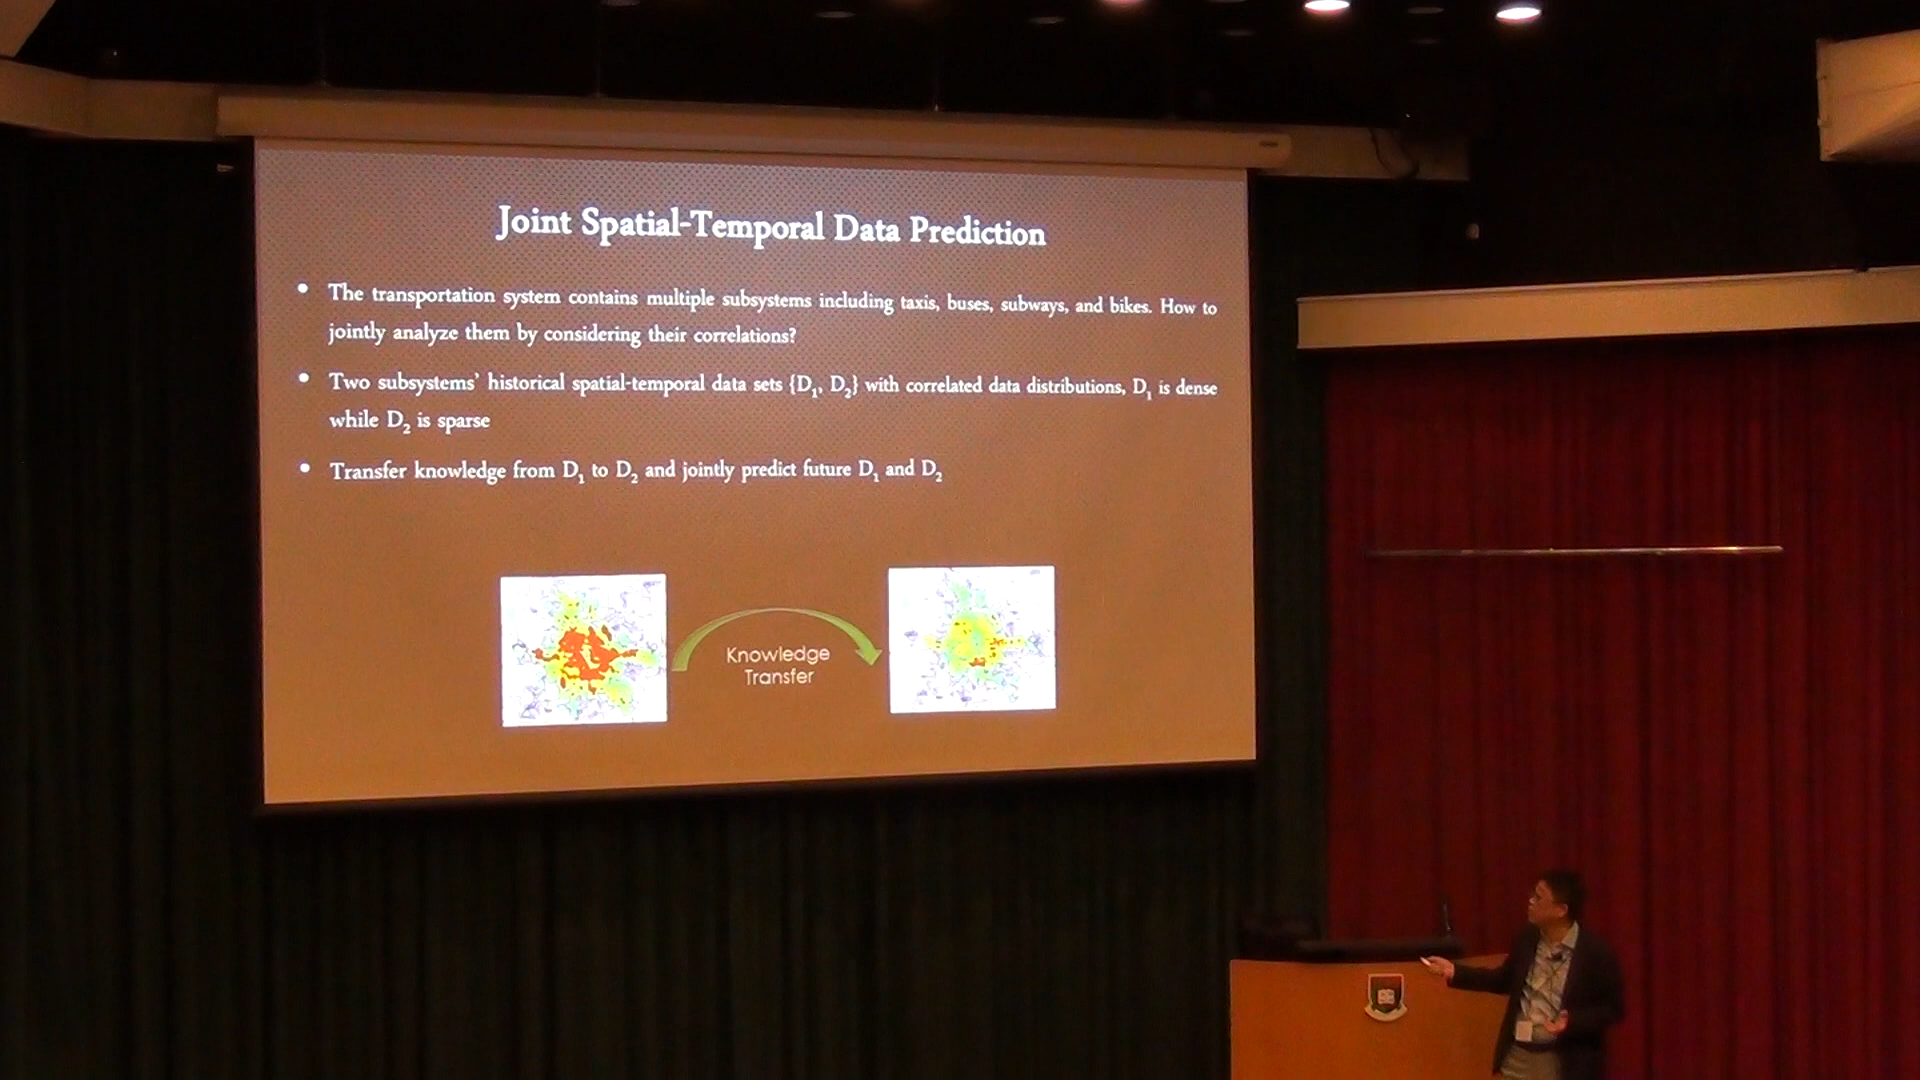 Joint Spatial-Temporal Data Prediction
• The transportation system contains multiple subsystems including taxis, buses, subways, and bikes. How to
jointly analyze them by considering their correlations?
• Two subsystems' historical spatial-temporal data sets {D₁, D₂} with correlated data distributions, D₁ is dense
while D₂ is sparse
• Transfer knowledge from D₁ to D₂ and jointly predict future D₁ and D₂
Knowledge
Transfer